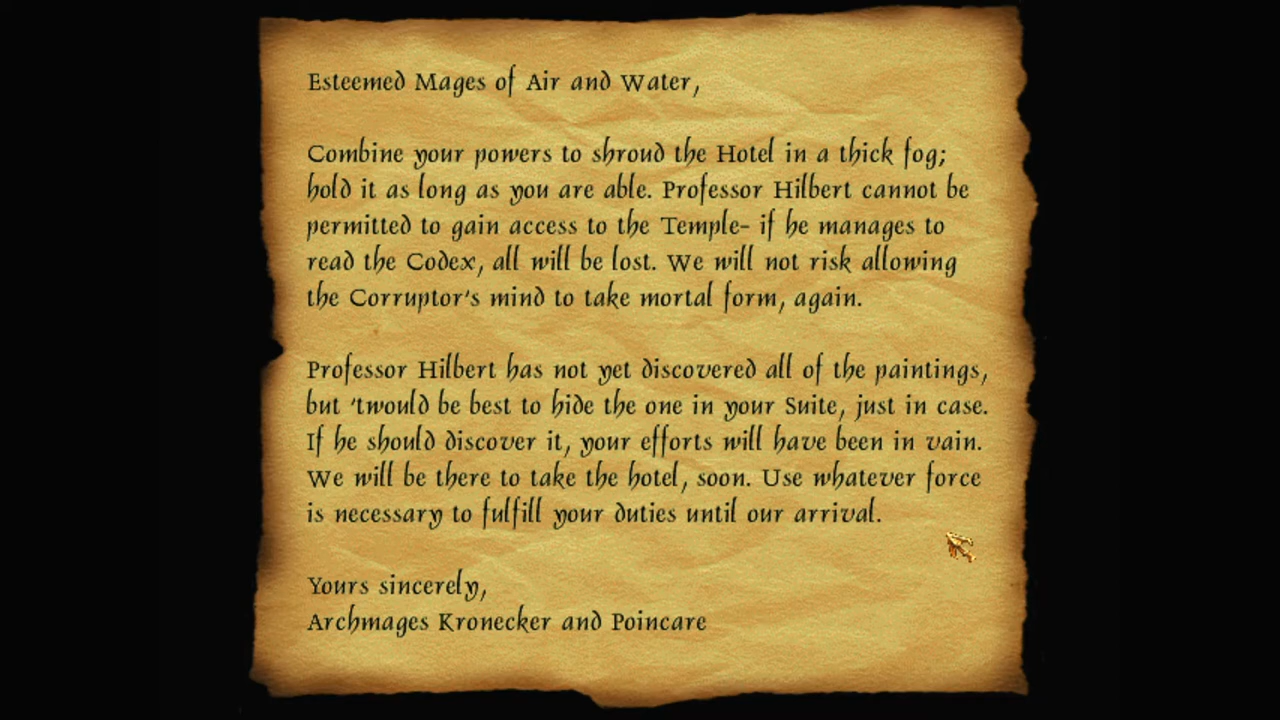 Esteemed Mages of Air and Water,
Combine your powers to shroud the Hotel in a thick fog;
hold it as long as you are able. Professor Hilbert cannot be
permitted to gain access to the Temple- if he manages to
read the Codex, all will be lost. We will not risk allowing
the Corruptor's mind to take mortal form, again.
Professor Hilbert has not yet discovered all of the paintings,
but 'twould be best to hide the one in your Suite, just in case.
If he should discover it, your efforts will have been in vain.
We will be there to take the hotel, soon. Use whatever force
is necessary to fulfill your duties until our arrival.
Yours sincerely,
Archmages Kronecker and Poincare